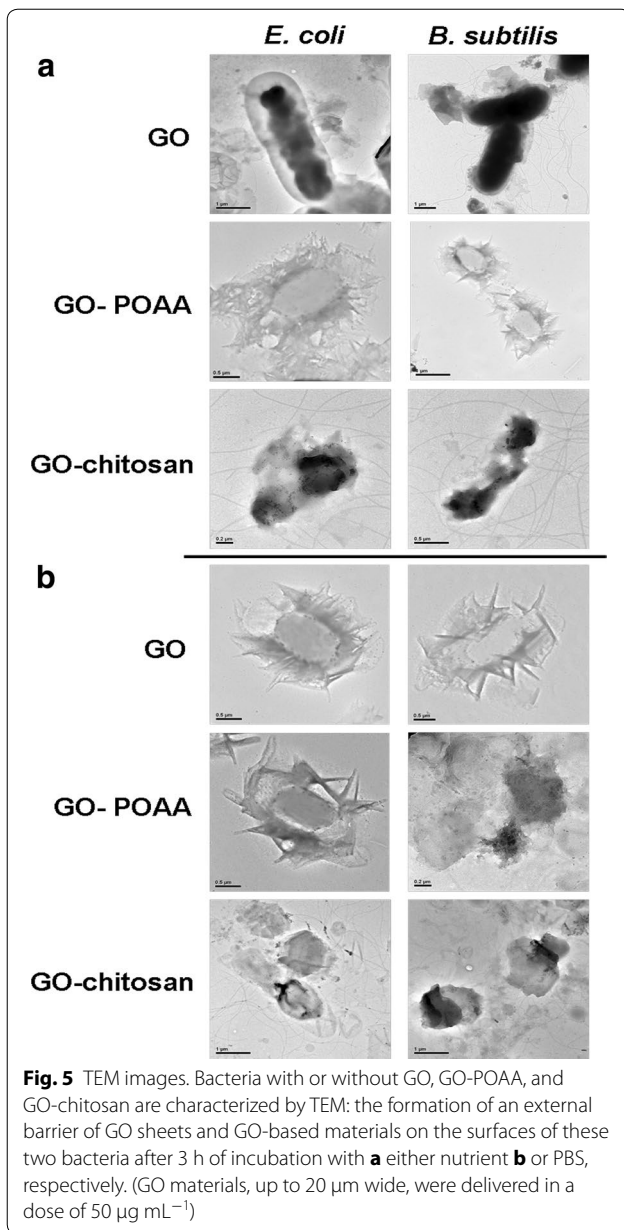 E. coli B. subtilis
a
GO
1 µm 1 µm
GO- POAA
0.5 µm
GO-chitosan
0.2 µm 0.5 µm
b
GO
0.5 µm 0.5 µm
GO- POAA
0.5 µm 0.2 µm
GO-chitosan
1 µm 1 µm
Fig. 5 TEM images. Bacteria with or without GO, GO-POAA, and
GO-chitosan are characterized by TEM: the formation of an external
barrier of GO sheets and GO-based materials on the surfaces of these
two bacteria after 3 h of incubation with a either nutrient b or PBS,
respectively. (GO materials, up to 20 µm wide, were delivered in a
dose of 50 µg mL⁻¹)